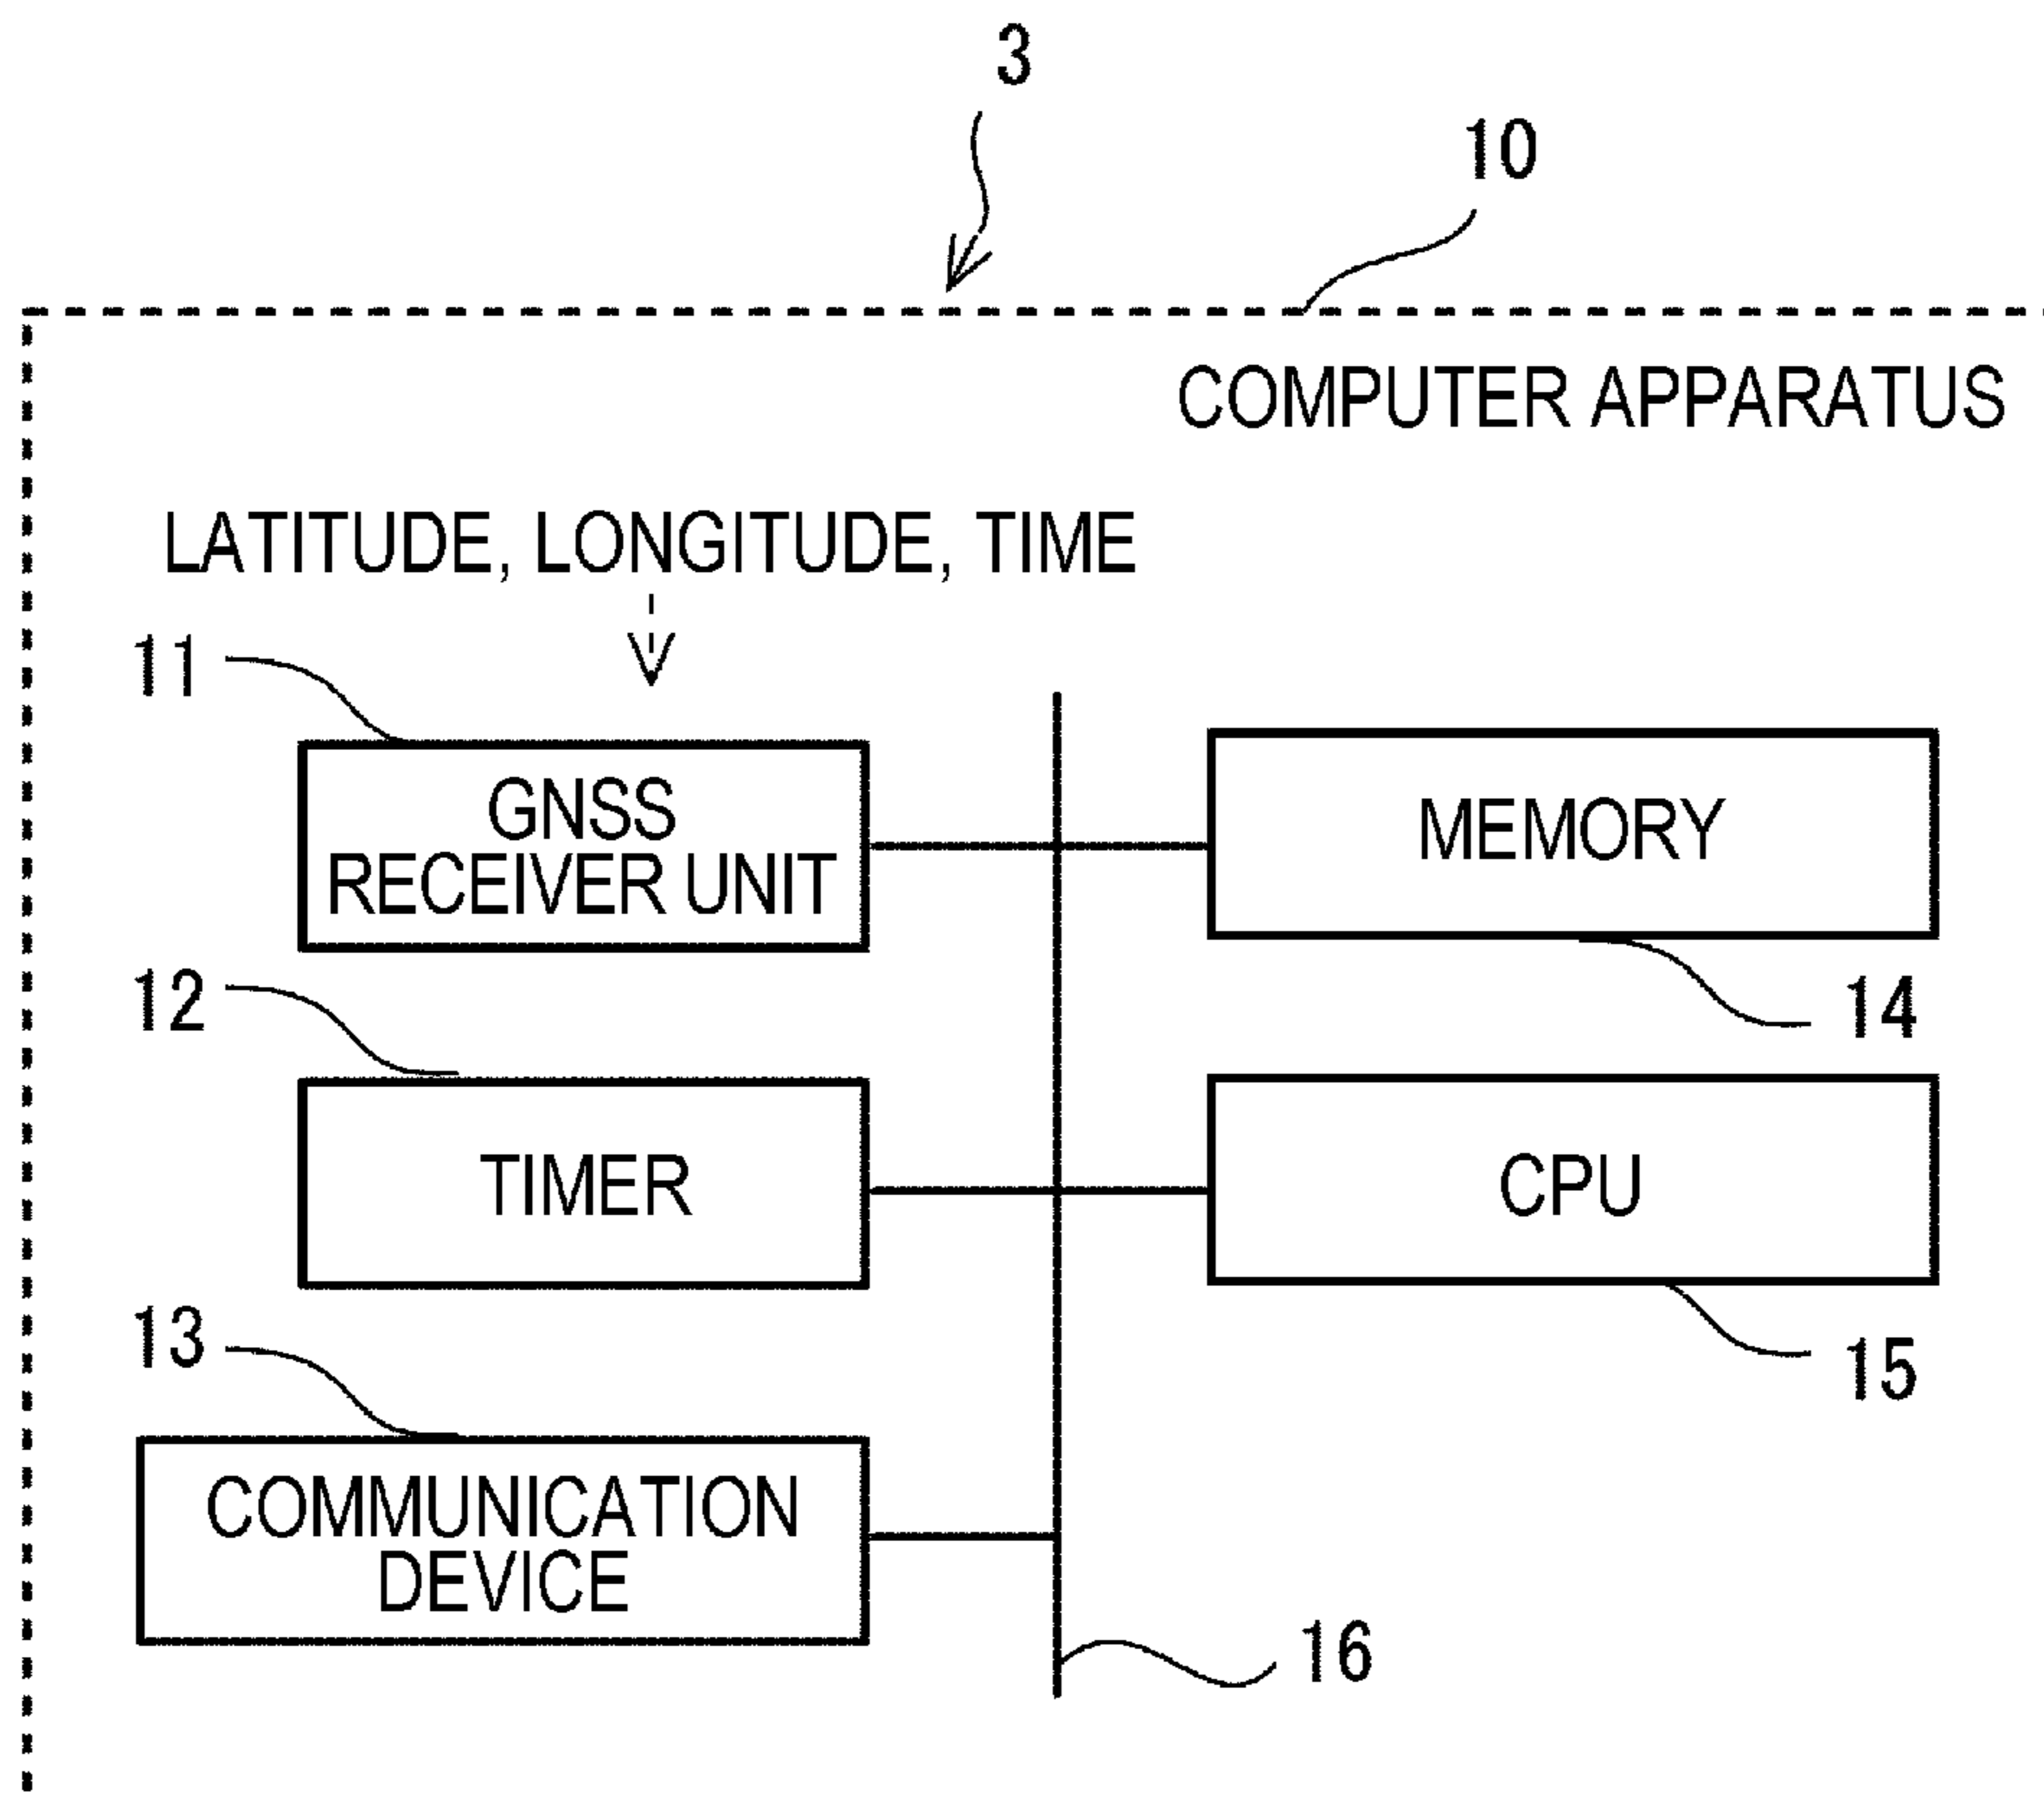 3
10
COMPUTER APPARATUS
LATITUDE, LONGITUDE, TIME
11
GNSS
RECEIVER UNIT
MEMORY
12
14
TIMER
CPU
13
15
COMMUNICATION
DEVICE
16